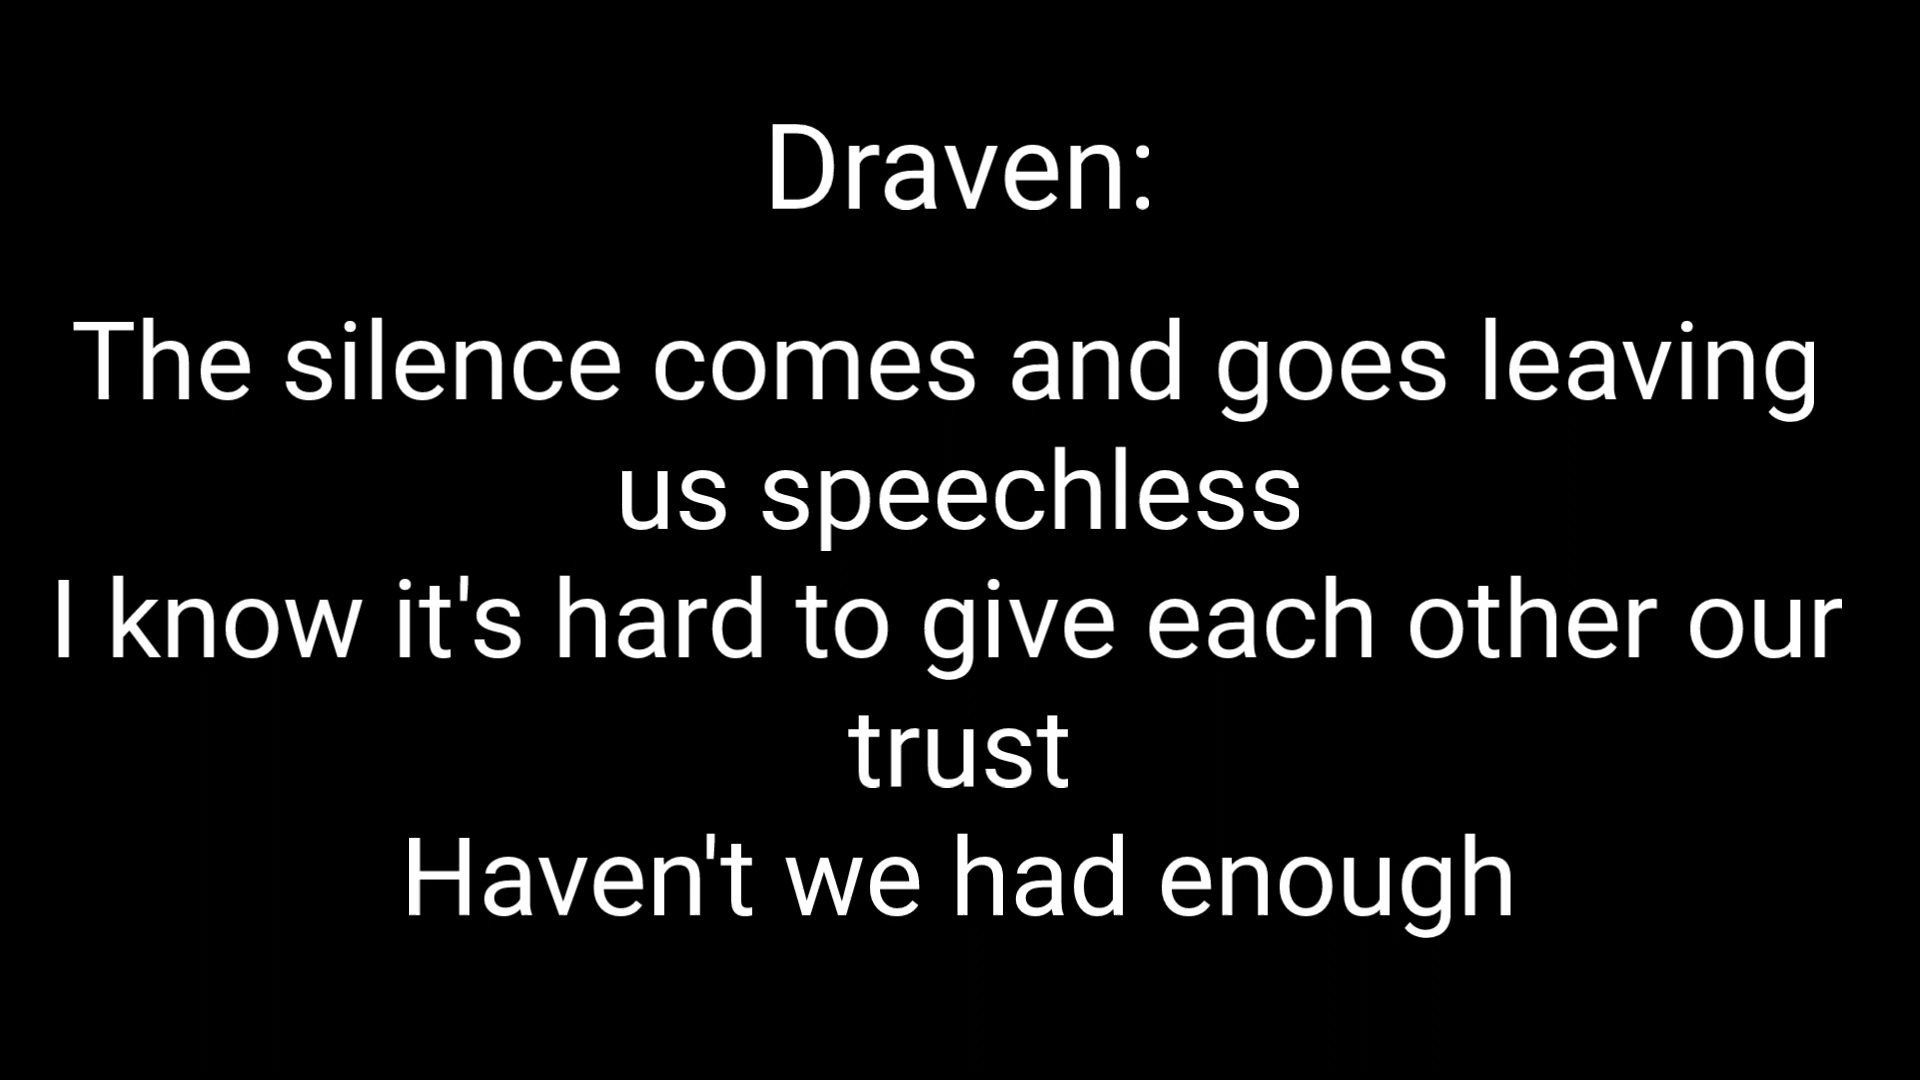 Draven:
The silence comes and goes leaving
us speechless
I know it's hard to give each other our
trust
Haven't we had enough